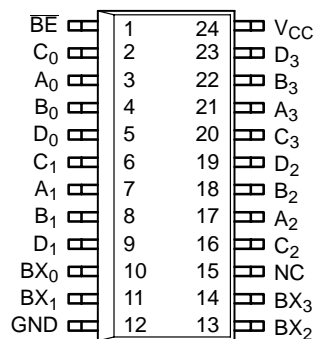 B̅E̅ 1 24 V_CC
C₀ 2 23 D₃
A₀ 3 22 B₃
B₀ 4 21 A₃
D₀ 5 20 C₃
C₁ 6 19 D₂
A₁ 7 18 B₂
B₁ 8 17 A₂
D₁ 9 16 C₂
BX₀ 10 15 NC
BX₁ 11 14 BX₃
GND 12 13 BX₂